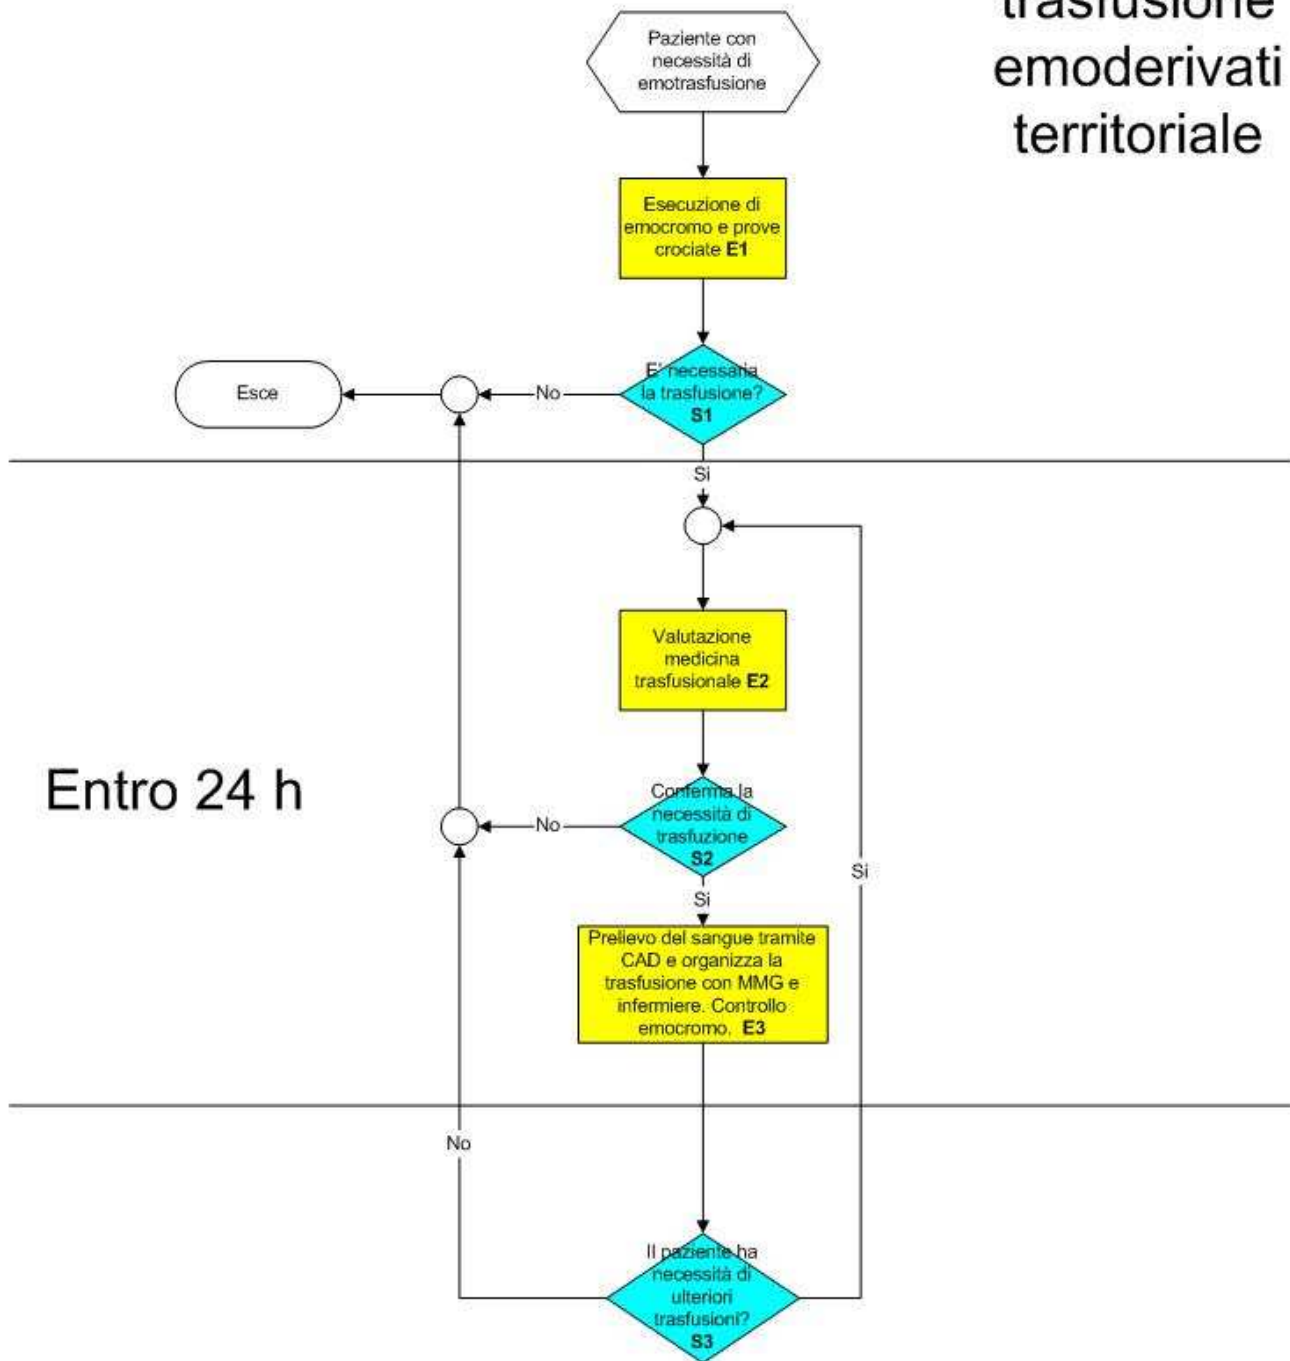 trasfusione
emoderivati
territoriale
Paziente con
necessità di
emotrasfusione
Esecuzione di
emocromo e prove
crociate E1
E' necessaria
la trasfusione?
S1
No
Esce
Si
Valutazione
medicina
trasfusionale E2
Entro 24 h
Conferma la
necessità di
trasfuzione
S2
No
Si
Si
Prelievo del sangue tramite
CAD e organizza la
trasfusione con MMG e
infermiere. Controllo
emocromo. E3
No
Il paziente ha
necessità di
ulteriori
trasfusioni?
S3